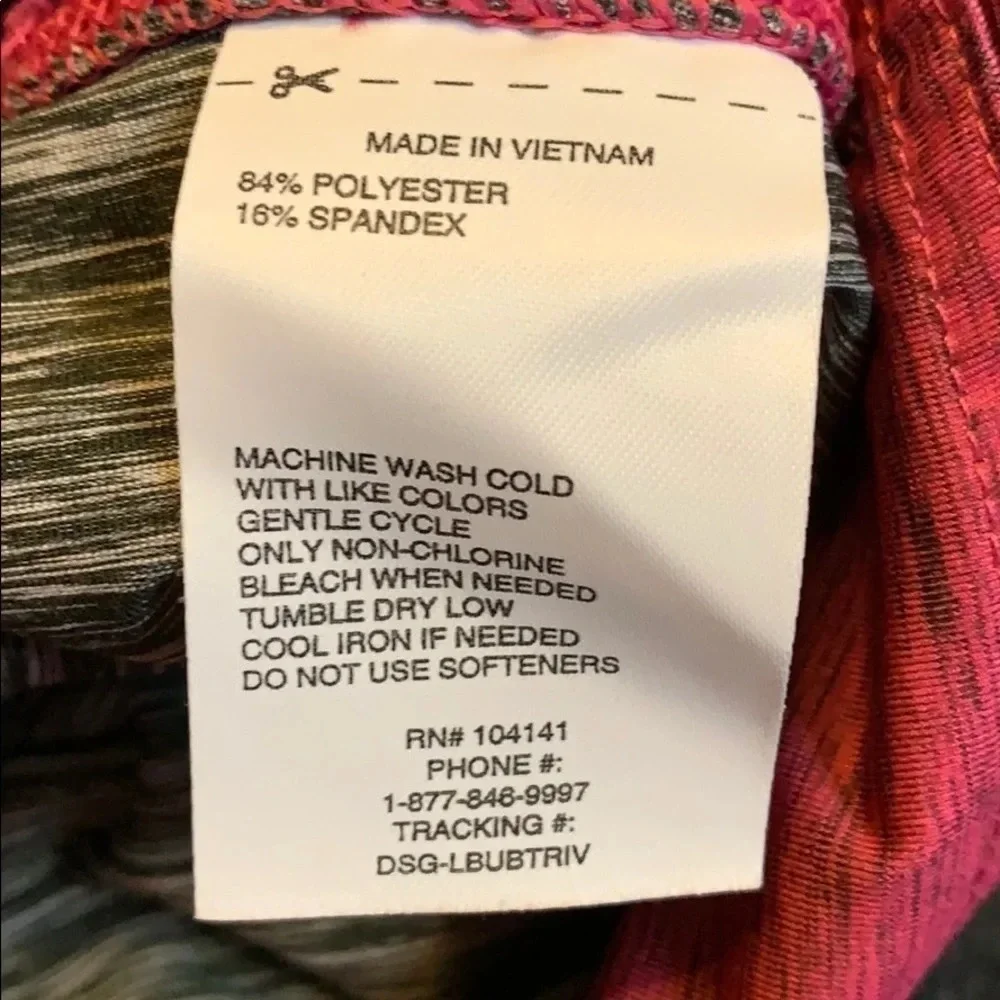 MADE IN VIETNAM
84% POLYESTER
16% SPANDEX
MACHINE WASH COLD
WITH LIKE COLORS
GENTLE CYCLE
ONLY NON-CHLORINE
BLEACH WHEN NEEDED
TUMBLE DRY LOW
COOL IRON IF NEEDED
DO NOT USE SOFTENERS
RN# 104141
PHONE #:
1-877-846-9997
TRACKING #:
DSG-LBUBTRIV